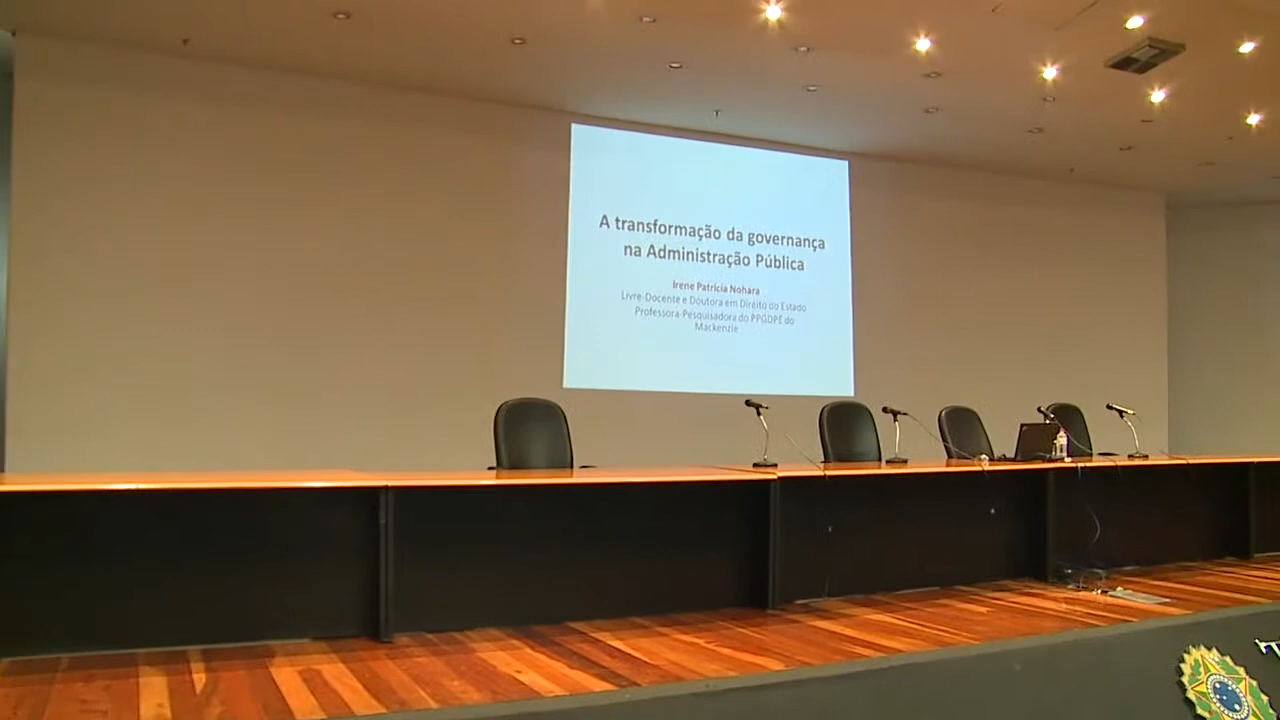 A transformação da governança
na Administração Pública
Irene Patrícia Nohara
Livre-Docente e Doutora em Direito do Estado
Professora-Pesquisadora do PPGDPE do
Mackenzie
T